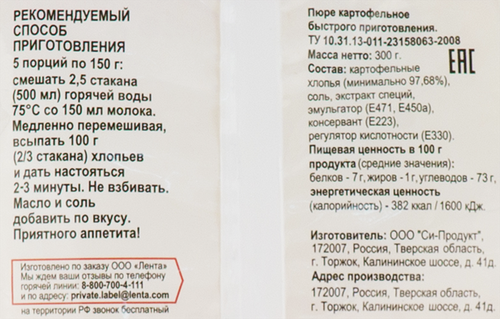 РЕКОМЕНДУЕМЫЙ
СПОСОБ
ПРИГОТОВЛЕНИЯ
5 порций по 150 г:
смешать 2,5 стакана
(500 мл) горячей воды
75°С со 150 мл молока.
Медленно перемешивая,
всыпать 100 г
(2/3 стакана) хлопьев
и дать настояться
2-3 минуты. Не взбивать.
Масло и соль
добавить по вкусу.
Приятного аппетита!
Изготовлено по заказу ООО «Лента»
Мы ждем ваши отзывы по телефону
горячей линии: 8-800-700-4-111
и по адресу: private.label@lenta.com
на территории РФ звонок бесплатный
Пюре картофельное
быстрого приготовления.
ТУ 10.31.13-011-23158063-2008
Масса нетто: 300 г.
Состав: картофельные
хлопья (минимально 97,68%),
соль, экстракт специй,
эмульгатор (Е471, Е450а),
консервант (Е223),
регулятор кислотности (Е330).
ЕАС
Пищевая ценность в 100 г
продукта (средние значения):
белков - 7 г, жиров - 1 г, углеводов - 73 г,
энергетическая ценность
(калорийность) - 382 ккал / 1600 кДж.
Изготовитель: ООО "Си-Продукт",
172007, Россия, Тверская область,
г. Торжок, Калининское шоссе, д. 41д.
Адрес производства:
172007, Россия, Тверская область,
г. Торжок, Калининское шоссе, д. 41д